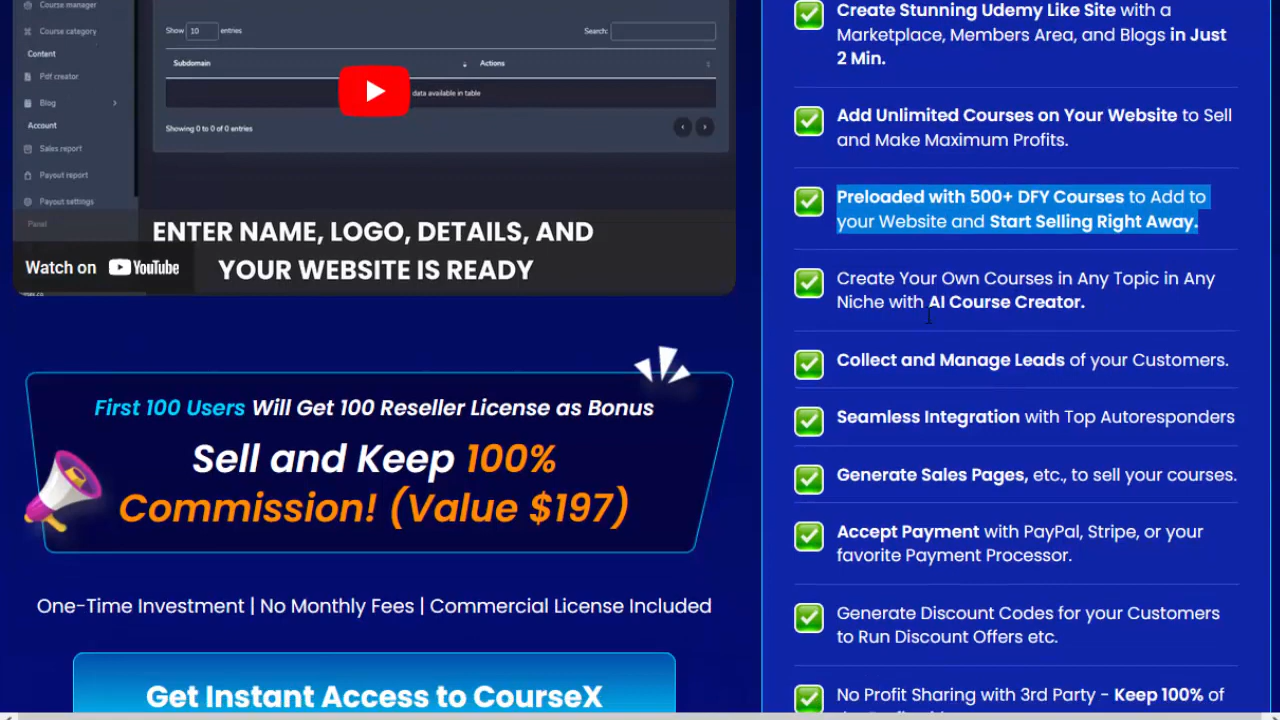 Course manager
Course category
Content
Pdf creator
Blog
Account
Sales report
Payout report
Payout settings
Panel
Show 10 entries
Search:
Subdomain
Actions
data available in table
Showing 0 to 0 of 0 entries
ENTER NAME, LOGO, DETAILS, AND
YOUR WEBSITE IS READY
Watch on YouTube
First 100 Users Will Get 100 Reseller License as Bonus
Sell and Keep 100%
Commission! (Value $197)
One-Time Investment | No Monthly Fees | Commercial License Included
Get Instant Access to CourseX
Create Stunning Udemy Like Site with a
Marketplace, Members Area, and Blogs in Just
2 Min.
Add Unlimited Courses on Your Website to Sell
and Make Maximum Profits.
Preloaded with 500+ DFY Courses to Add to
your Website and Start Selling Right Away.
Create Your Own Courses in Any Topic in Any
Niche with AI Course Creator.
Collect and Manage Leads of your Customers.
Seamless Integration with Top Autoresponders
Generate Sales Pages, etc., to sell your courses.
Accept Payment with PayPal, Stripe, or your
favorite Payment Processor.
Generate Discount Codes for your Customers
to Run Discount Offers etc.
No Profit Sharing with 3rd Party - Keep 100% of